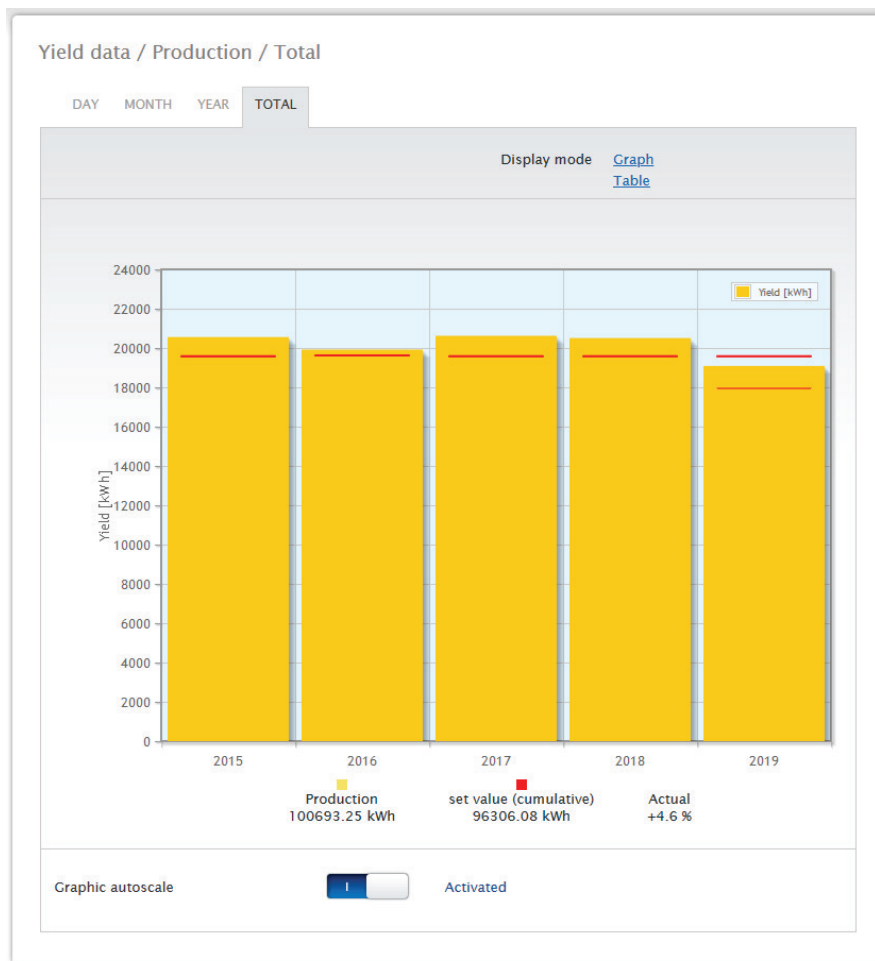 Yield data / Production / Total
DAY MONTH YEAR TOTAL
Display mode Graph
Table
24000
22000
20000
18000
16000
14000
12000
10000
8000
6000
4000
2000
0
Yield [kWh]
Yield [kWh]
2015 2016 2017 2018 2019
Production set value (cumulative) Actual
100693.25 kWh 96306.08 kWh +4.6 %
Graphic autoscale I Activated